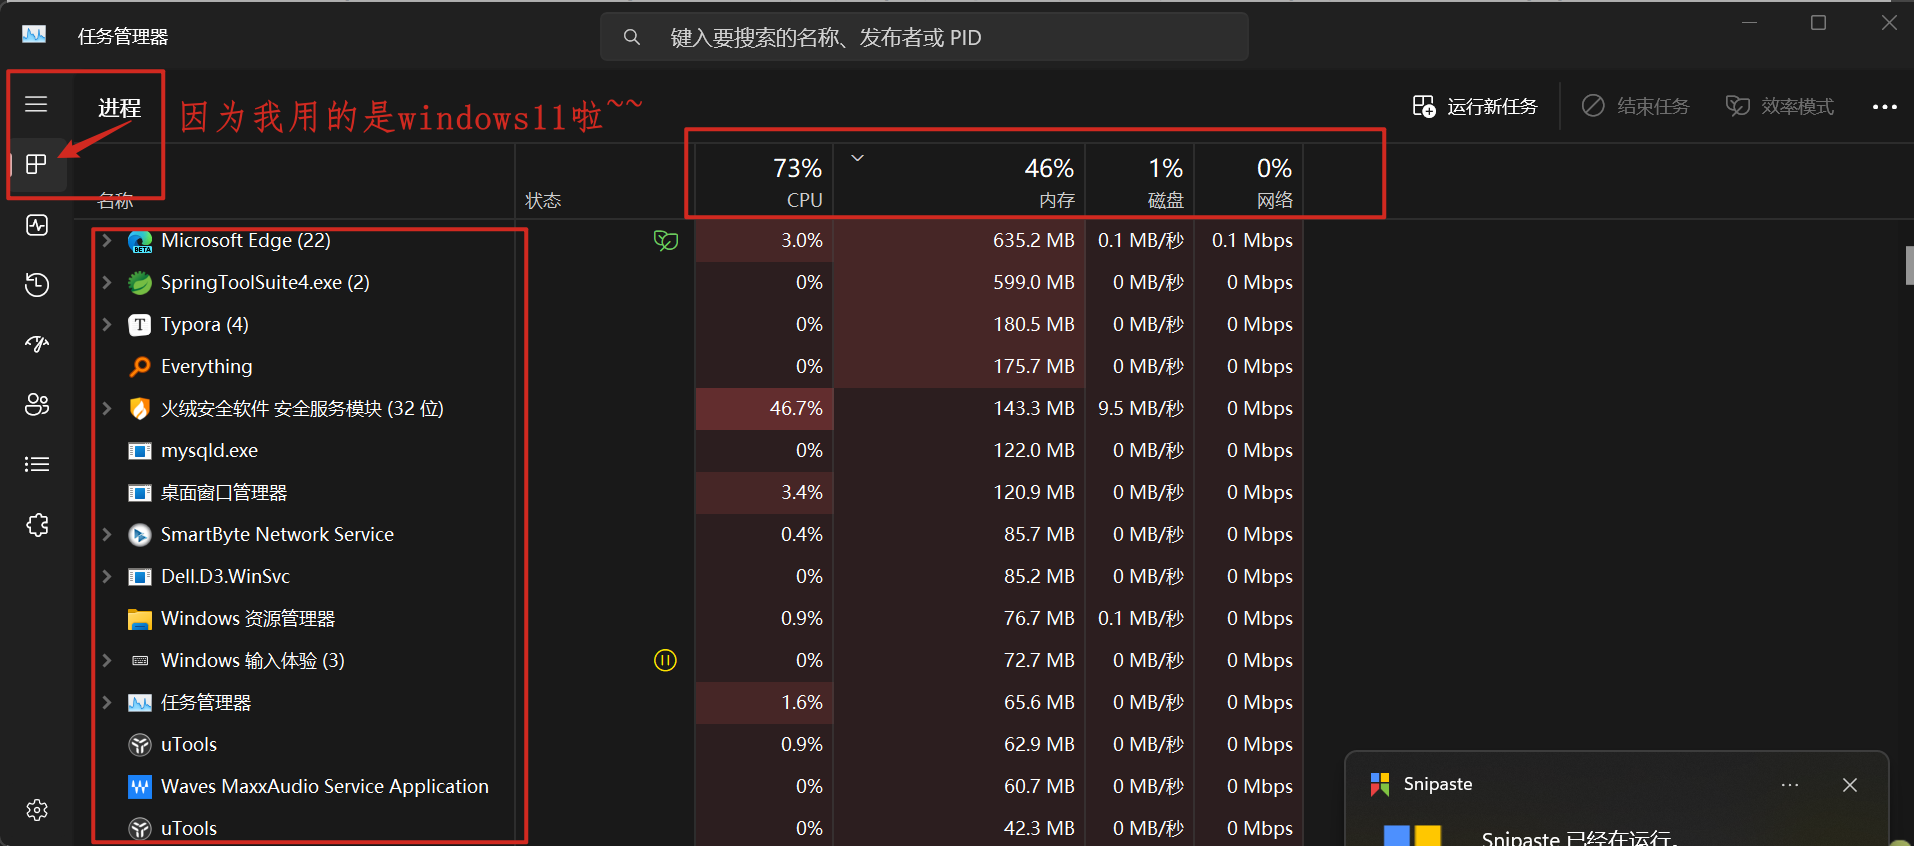 任务管理器
键入要搜索的名称、发布者或 PID
进程
因为我用的是windows11啦~~
运行新任务
结束任务
效率模式
73%
46%
1%
0%
名称
状态
CPU
内存
磁盘
网络
Microsoft Edge (22) 3.0% 635.2 MB 0.1 MB/秒 0.1 Mbps
SpringToolSuite4.exe (2) 0% 599.0 MB 0 MB/秒 0 Mbps
Typora (4) 0% 180.5 MB 0 MB/秒 0 Mbps
Everything 0% 175.7 MB 0 MB/秒 0 Mbps
火绒安全软件 安全服务模块 (32 位) 46.7% 143.3 MB 9.5 MB/秒 0 Mbps
mysqld.exe 0% 122.0 MB 0 MB/秒 0 Mbps
桌面窗口管理器 3.4% 120.9 MB 0 MB/秒 0 Mbps
SmartByte Network Service 0.4% 85.7 MB 0 MB/秒 0 Mbps
Dell.D3.WinSvc 0% 85.2 MB 0 MB/秒 0 Mbps
Windows 资源管理器 0.9% 76.7 MB 0.1 MB/秒 0 Mbps
Windows 输入体验 (3) 0% 72.7 MB 0 MB/秒 0 Mbps
任务管理器 1.6% 65.6 MB 0 MB/秒 0 Mbps
uTools 0.9% 62.9 MB 0 MB/秒 0 Mbps
Waves MaxxAudio Service Application 0% 60.7 MB 0 MB/秒 0 Mbps
uTools 0% 42.3 MB 0 MB/秒 0 Mbps
Snipaste
Snipaste 已经在运行。